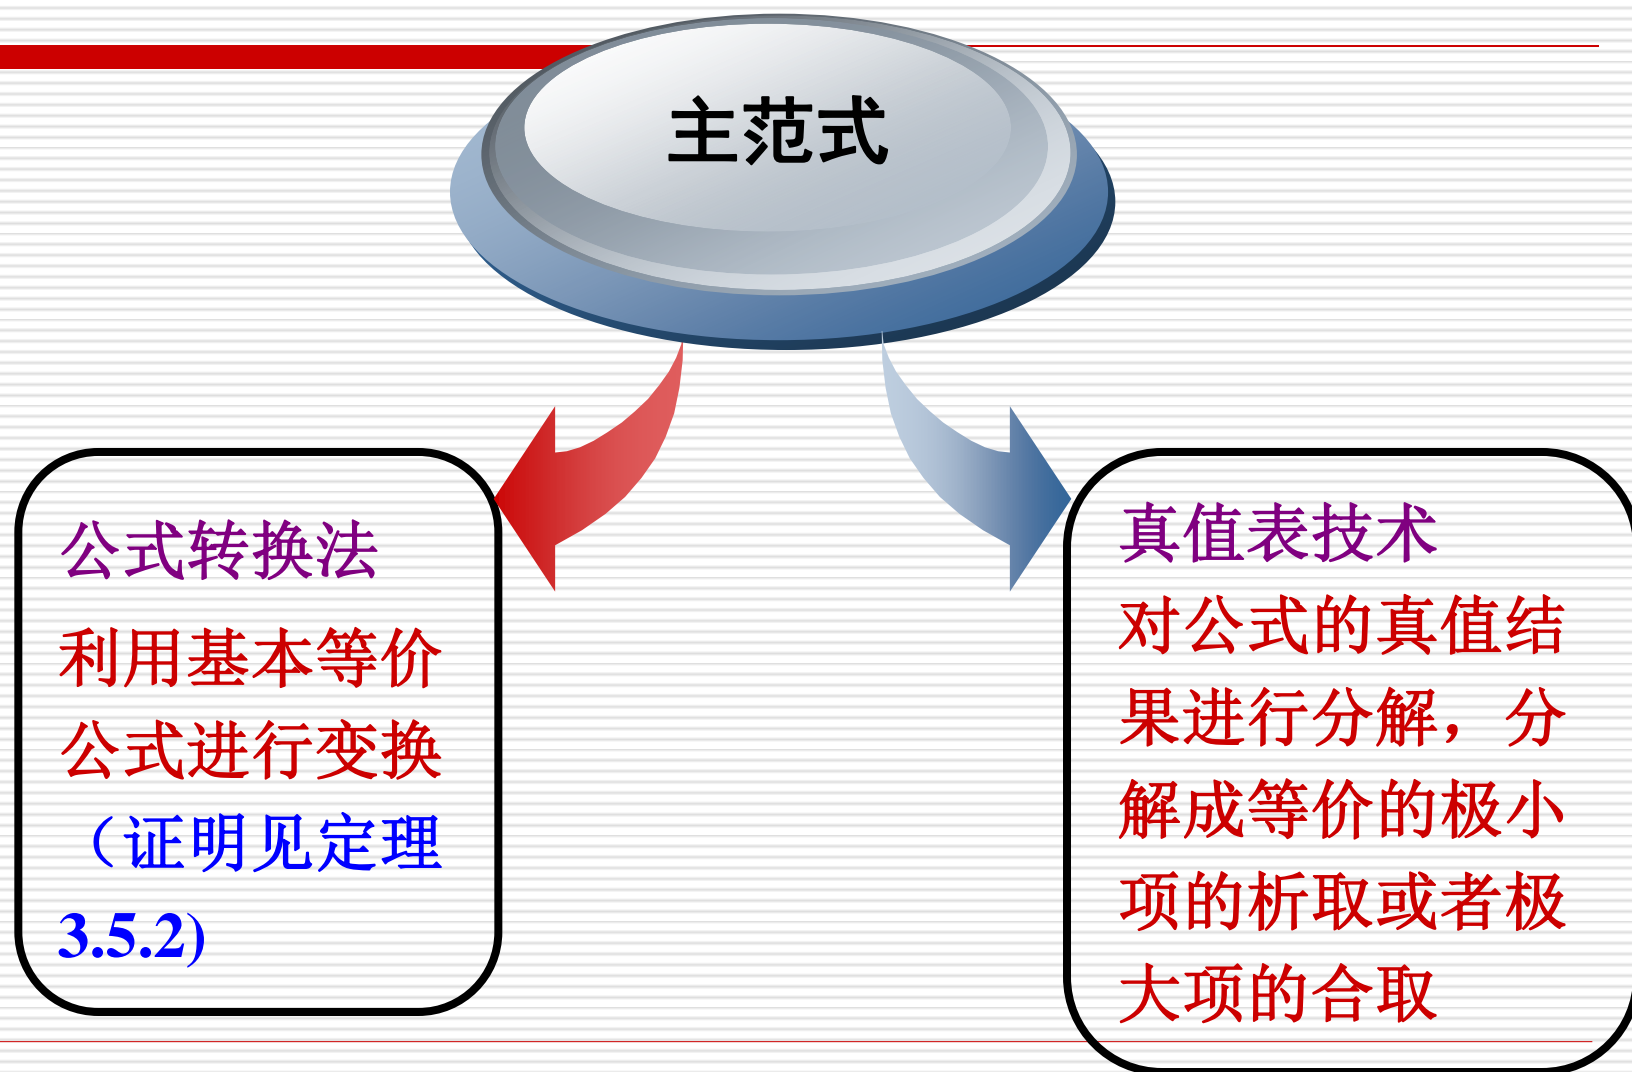 主范式
公式转换法
利用基本等价
公式进行变换
（证明见定理
3.5.2)
真值表技术
对公式的真值结
果进行分解，分
解成等价的极小
项的析取或者极
大项的合取